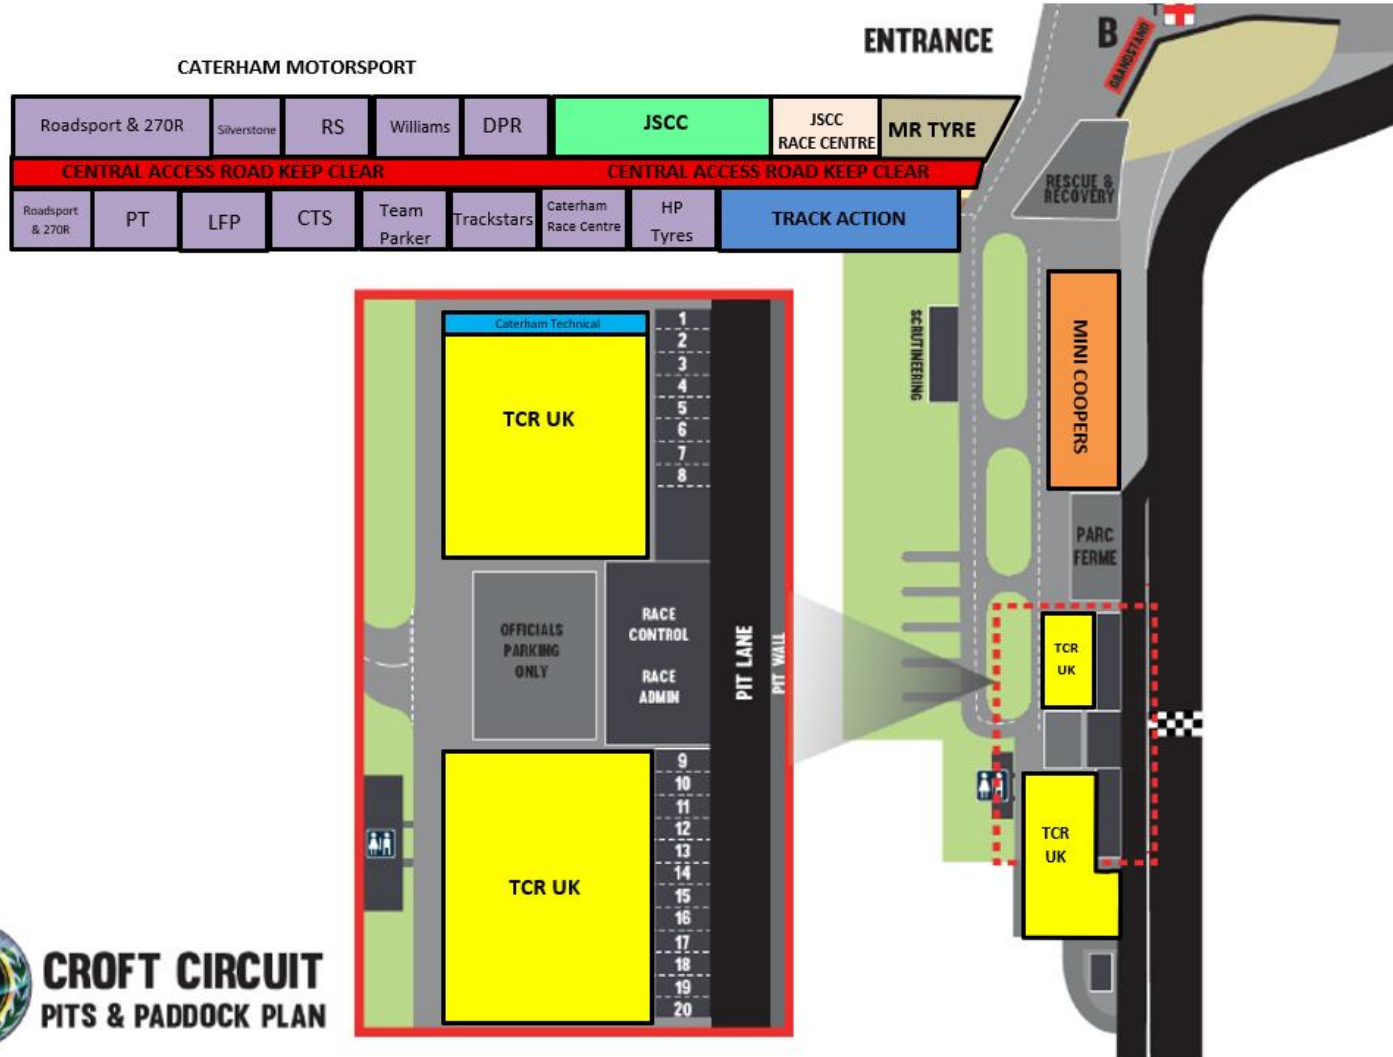 ENTRANCE
B
GRANDSTAND
CATERHAM MOTORSPORT
Roadsport & 270R
Silverstone
RS
Williams
DPR
JSCC
JSCC
RACE CENTRE
MR TYRE
CENTRAL ACCESS ROAD KEEP CLEAR
CENTRAL ACCESS ROAD KEEP CLEAR
Roadsport
& 270R
PT
LFP
CTS
Team
Parker
Trackstars
Caterham
Race Centre
HP
Tyres
TRACK ACTION
RESCUE &
RECOVERY
SCRUTINEERING
MINI COOPERS
PARC
FERME
TCR
UK
TCR
UK
Caterham Technical
TCR UK
1
2
3
4
5
6
7
8
OFFICIALS
PARKING
ONLY
RACE
CONTROL
RACE
ADMIN
PIT LANE
PIT WALL
TCR UK
9
10
11
12
13
14
15
16
17
18
19
20
CROFT CIRCUIT
PITS & PADDOCK PLAN